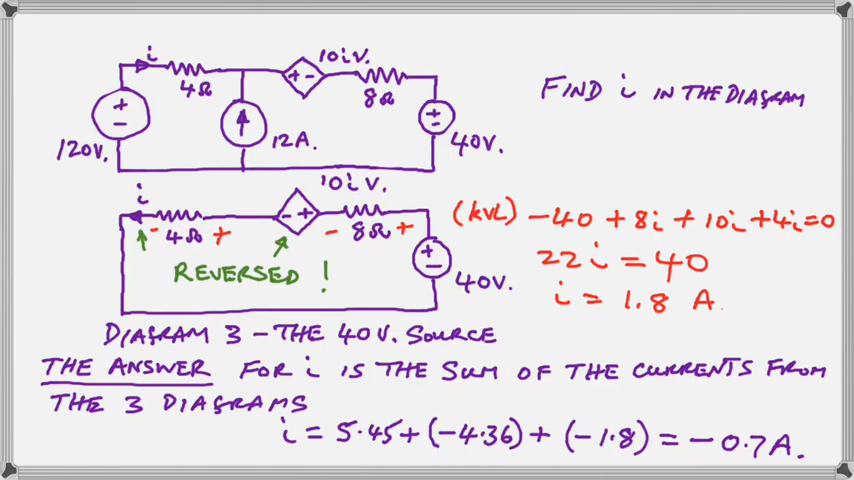 i
10iV.
4Ω
8Ω
FIND i IN THE DIAGRAM
+ -
+
-
120V.
12A.
+
-
40V.
i
10iV.
- 4Ω +
- +
- 8Ω +
(KVL) -40 + 8i + 10i + 4i = 0
22i = 40
i = 1.8 A.
REVERSED !
+
-
40V.
DIAGRAM 3 - THE 40V. SOURCE
THE ANSWER FOR i IS THE SUM OF THE CURRENTS FROM
THE 3 DIAGRAMS
i = 5.45 + (-4.36) + (-1.8) = -0.7A.